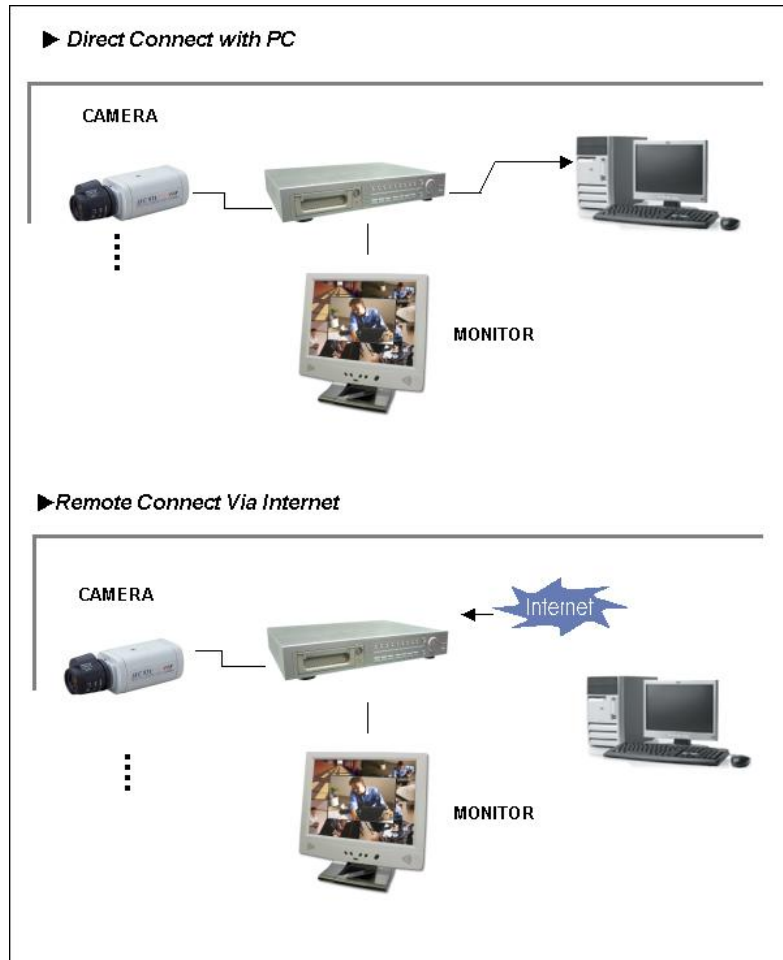 Direct Connect with PC
CAMERA
MONITOR
Remote Connect Via Internet
CAMERA
Internet
MONITOR